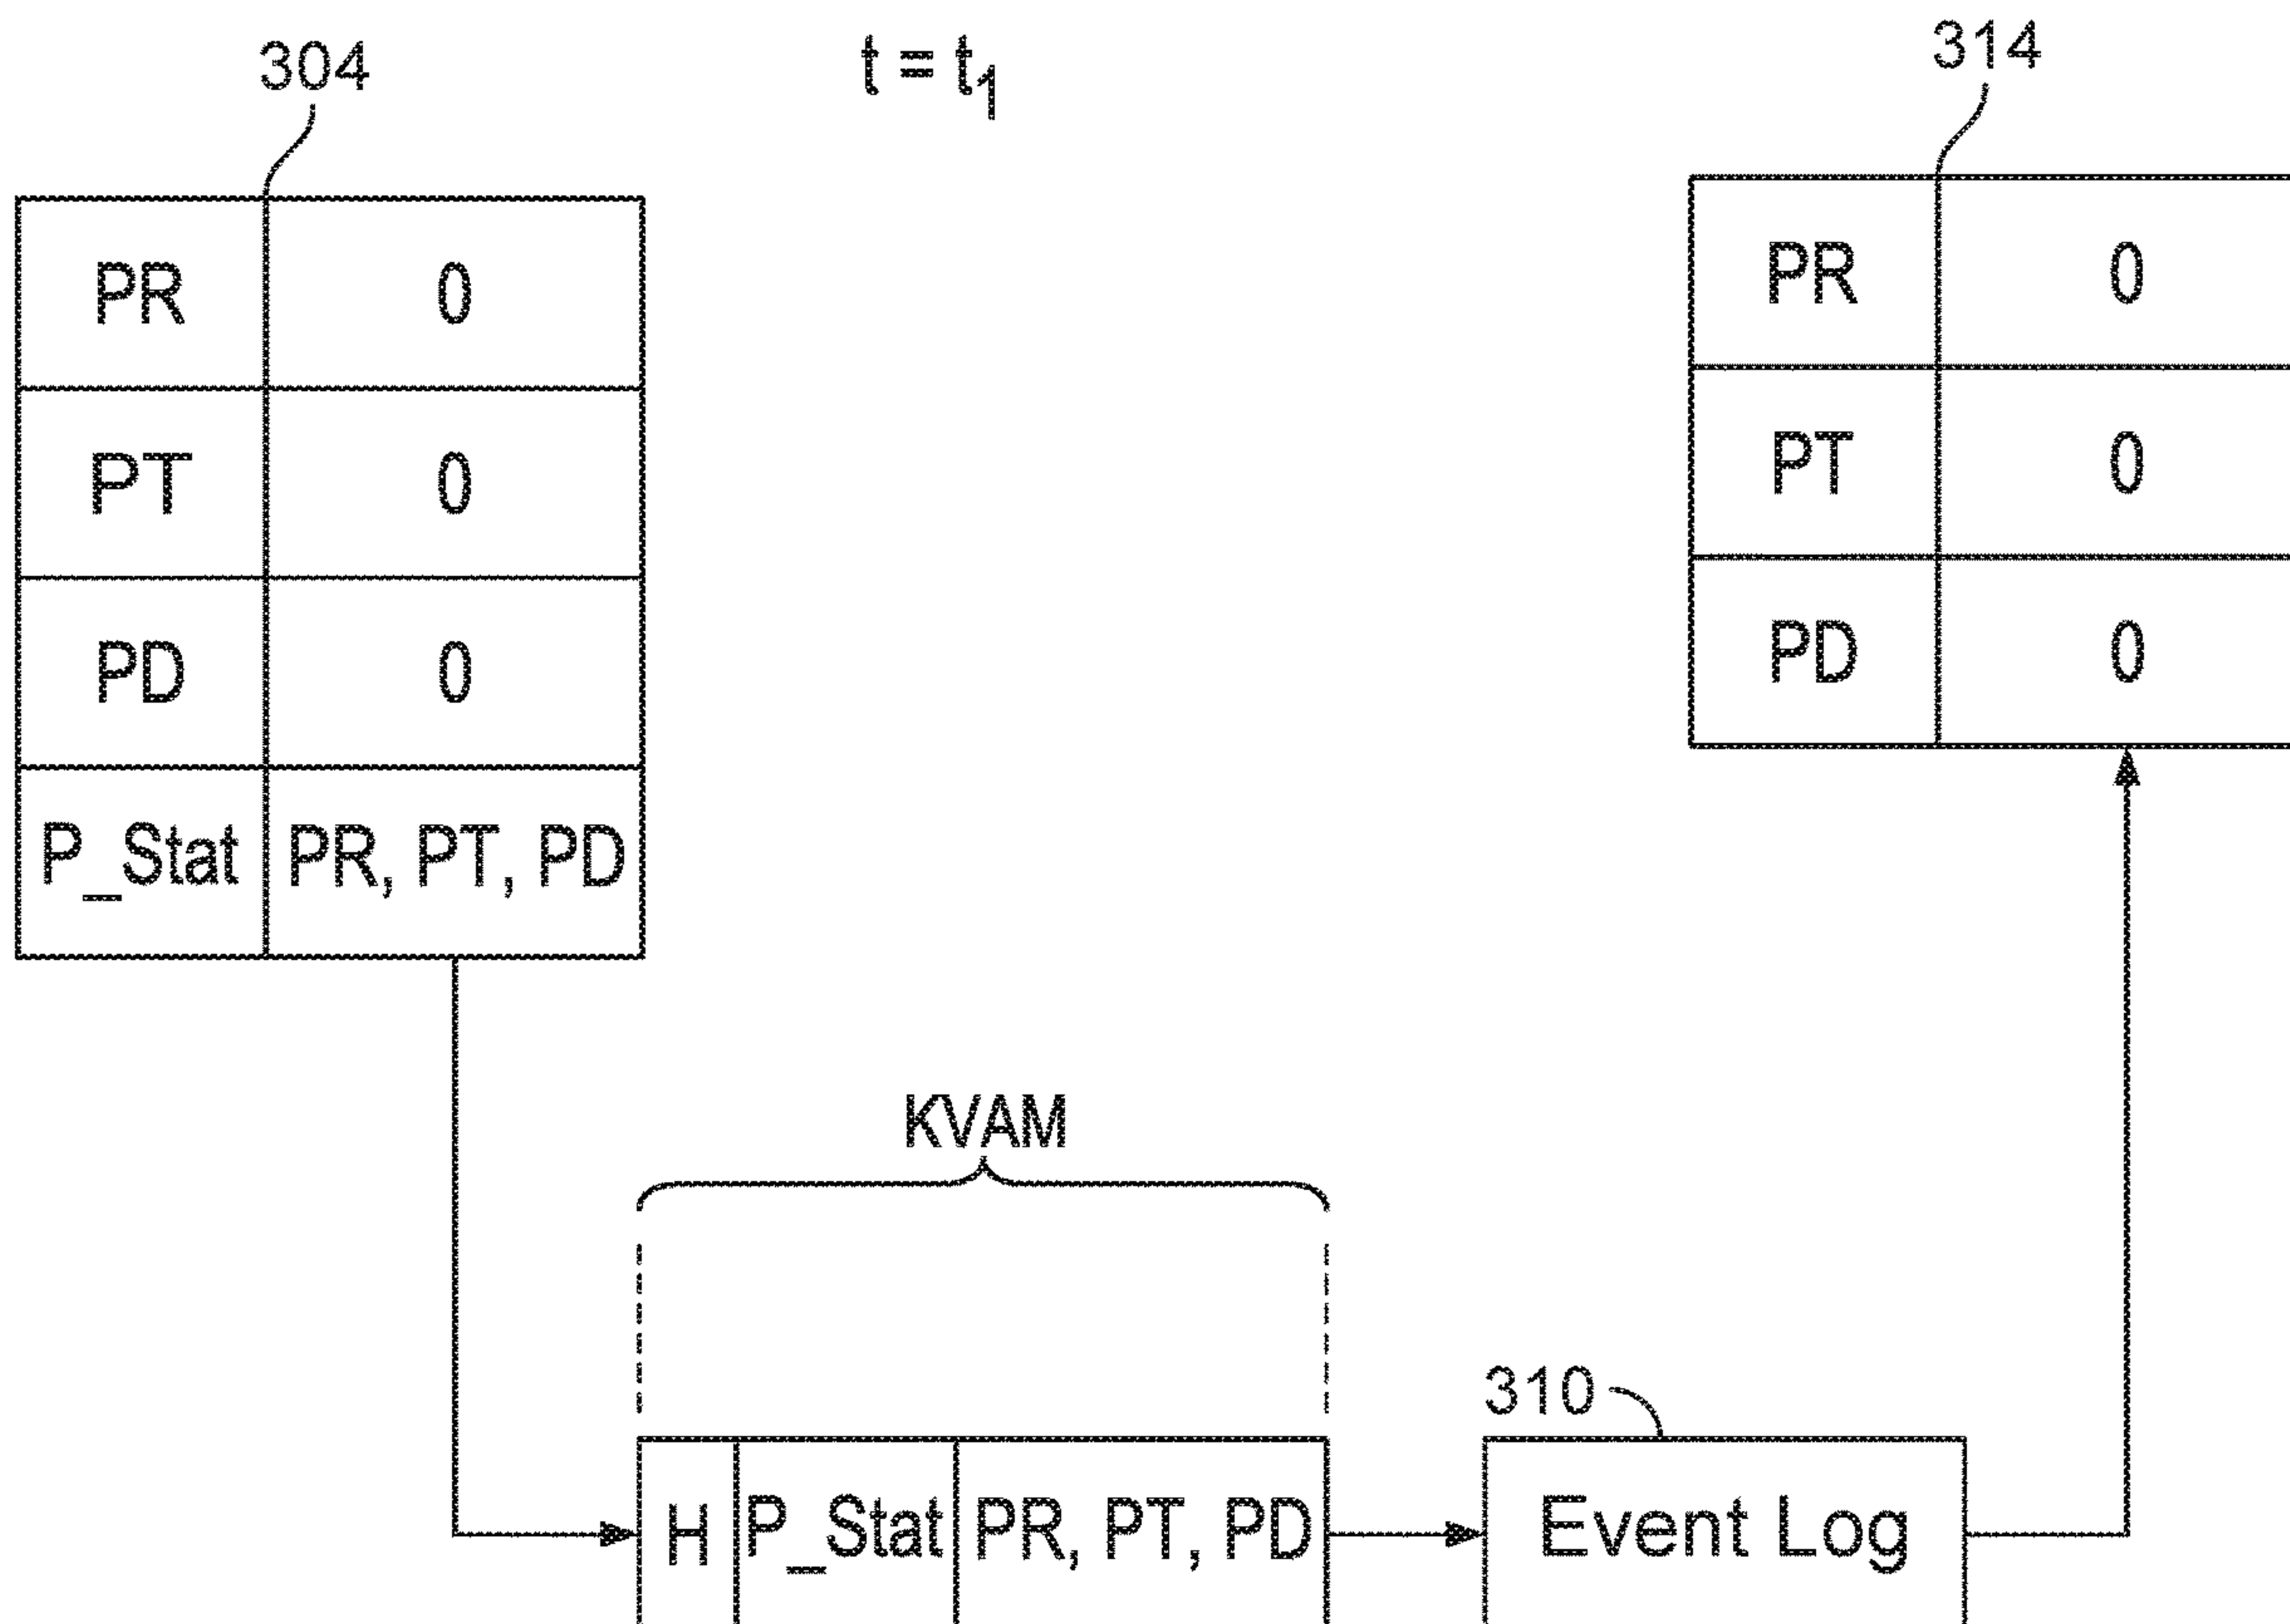 304
t = t1
314
PR 0
PT 0
PD 0
P_Stat PR, PT, PD
PR 0
PT 0
PD 0
KVAM
310
H P_Stat PR, PT, PD
Event Log